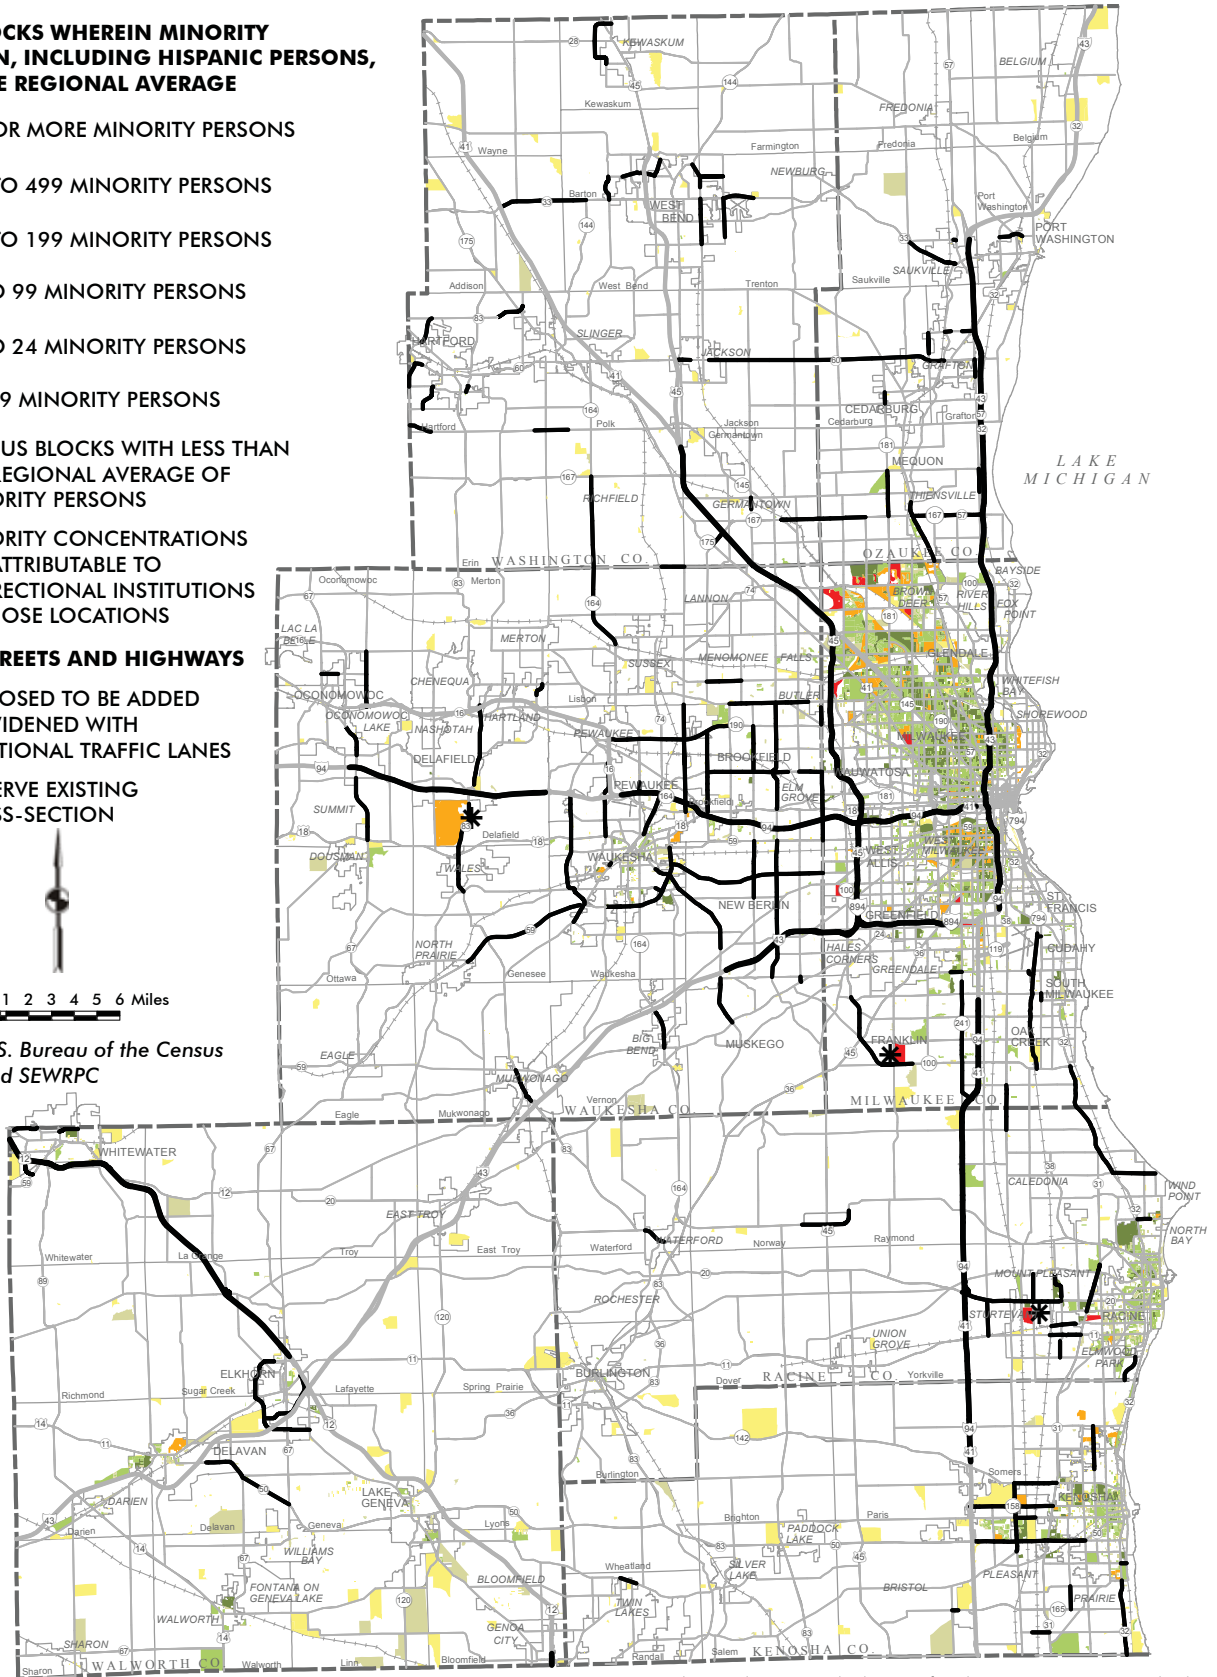 OCKS WHEREIN MINORITY
N, INCLUDING HISPANIC PERSONS,
E REGIONAL AVERAGE
OR MORE MINORITY PERSONS
TO 499 MINORITY PERSONS
TO 199 MINORITY PERSONS
O 99 MINORITY PERSONS
O 24 MINORITY PERSONS
9 MINORITY PERSONS
US BLOCKS WITH LESS THAN
REGIONAL AVERAGE OF
ORITY PERSONS
ORITY CONCENTRATIONS
ATTRIBUTABLE TO
RECTIONAL INSTITUTIONS
HOSE LOCATIONS
REETS AND HIGHWAYS
POSED TO BE ADDED
WIDENED WITH
ITIONAL TRAFFIC LANES
ERVE EXISTING
SS-SECTION
1 2 3 4 5 6 Miles
S. Bureau of the Census
d SEWRPC
KEWASKUM
Kewaskum
Wayne
Barton
WEST
BEND
Farmington
NEWBURG
FREDONIA
Fredonia
BELGIUM
Belgium
Port
Washington
PORT
WASHINGTON
SAUKVILLE
Saukville
Addison
West Bend
Trenton
HARTFORD
Hartford
SLINGER
JACKSON
Jackson
Polk
Germantown
GRAFTON
Grafton
CEDARBURG
Cedarburg
MEQUON
THIENSVILLE
LAKE
MICHIGAN
RICHFIELD
GERMANTOWN
Erin
WASHINGTON CO.
OZAUKEE CO.
Oconomowoc
Merton
LAC LA
BELLE
MERTON
LANNON
SUSSEX
MENOMONEE FALLS
BUTLER
BAYSIDE
BROWN
DEER
RIVER
HILLS
FOX
POINT
GLENDALE
WHITEFISH
BAY
SHOREWOOD
MILWAUKEE
CHENEQUA
OCONOMOWOC
OCONOMOWOC
LAKE
NASHOTAH
HARTLAND
Lisbon
PEWAUKEE
PEWAUKEE
DELAFIELD
Delafield
BROOKFIELD
Brookfield
ELM
GROVE
WAUWATOSA
SUMMIT
DOUSMAN
WALES
WAUKESHA
WEST
ALLIS
WEST
MILWAUKEE
NEW BERLIN
GREENFIELD
ST.
FRANCIS
CUDAHY
HALES
CORNERS
GREENDALE
SOUTH
MILWAUKEE
NORTH
PRAIRIE
Ottawa
Genesee
Waukesha
EAGLE
Eagle
BIG
BEND
MUSKEGO
FRANKLIN
OAK
CREEK
MUKWONAGO
Mukwonago
Vernon
WAUKESHA CO.
MILWAUKEE CO.
WHITEWATER
Whitewater
La Grange
Troy
EAST TROY
East Troy
Waterford
WATERFORD
Norway
Raymond
CALEDONIA
WIND
POINT
NORTH
BAY
ROCHESTER
MOUNT PLEASANT
RACINE
UNION
GROVE
ELMWOOD
PARK
BURLINGTON
Burlington
Dover
RACINE CO.
Yorkville
ELKHORN
Sugar Creek
Richmond
Lafayette
Spring Prairie
DELAVAN
Delavan
DARIEN
Darien
LAKE
GENEVA
Geneva
Lyons
WILLIAMS
BAY
FONTANA ON
GENEVA LAKE
WALWORTH
Walworth
SHARON
Sharon
WALWORTH CO
Linn
BLOOMFIELD
Bloomfield
GENOA
CITY
Brighton
Paris
Somers
KENOSHA
PADDOCK
LAKE
SILVER
LAKE
Wheatland
TWIN
LAKES
Randall
Salem
BRISTOL
PLEASANT
PRAIRIE
KENOSHA CO.